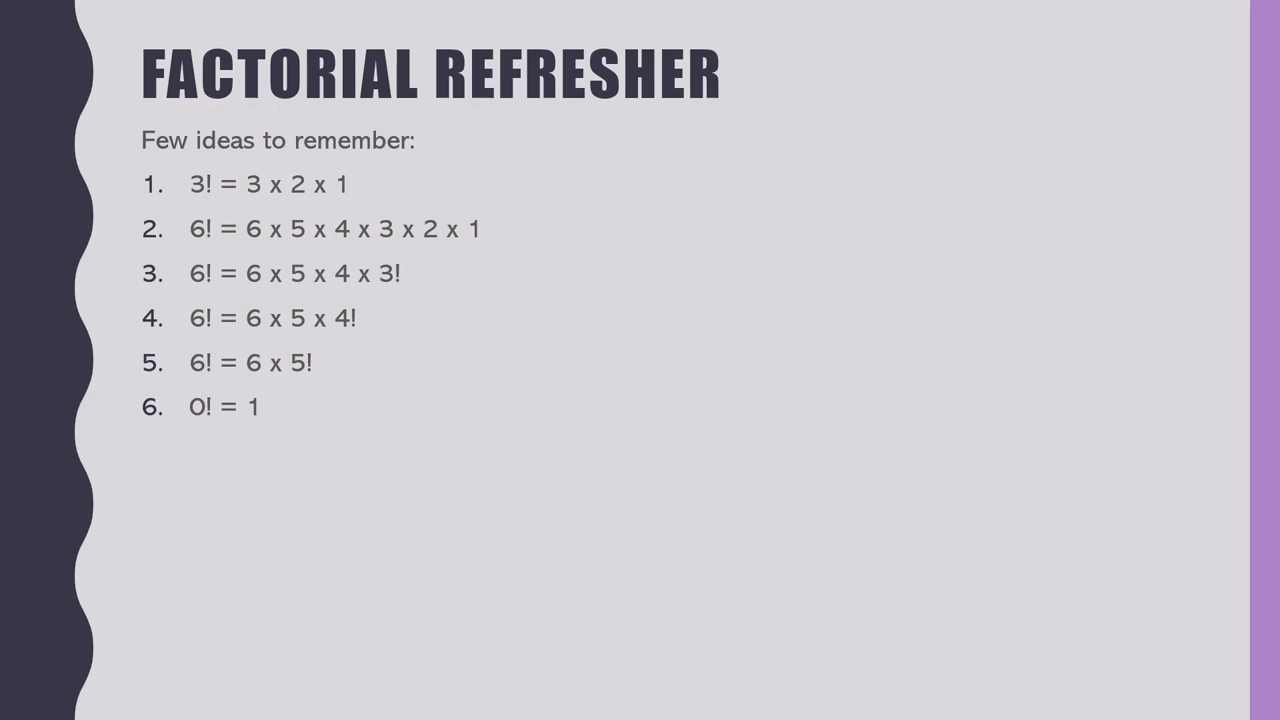 FACTORIAL REFRESHER
Few ideas to remember:
1. 3! = 3 x 2 x 1
2. 6! = 6 x 5 x 4 x 3 x 2 x 1
3. 6! = 6 x 5 x 4 x 3!
4. 6! = 6 x 5 x 4!
5. 6! = 6 x 5!
6. 0! = 1